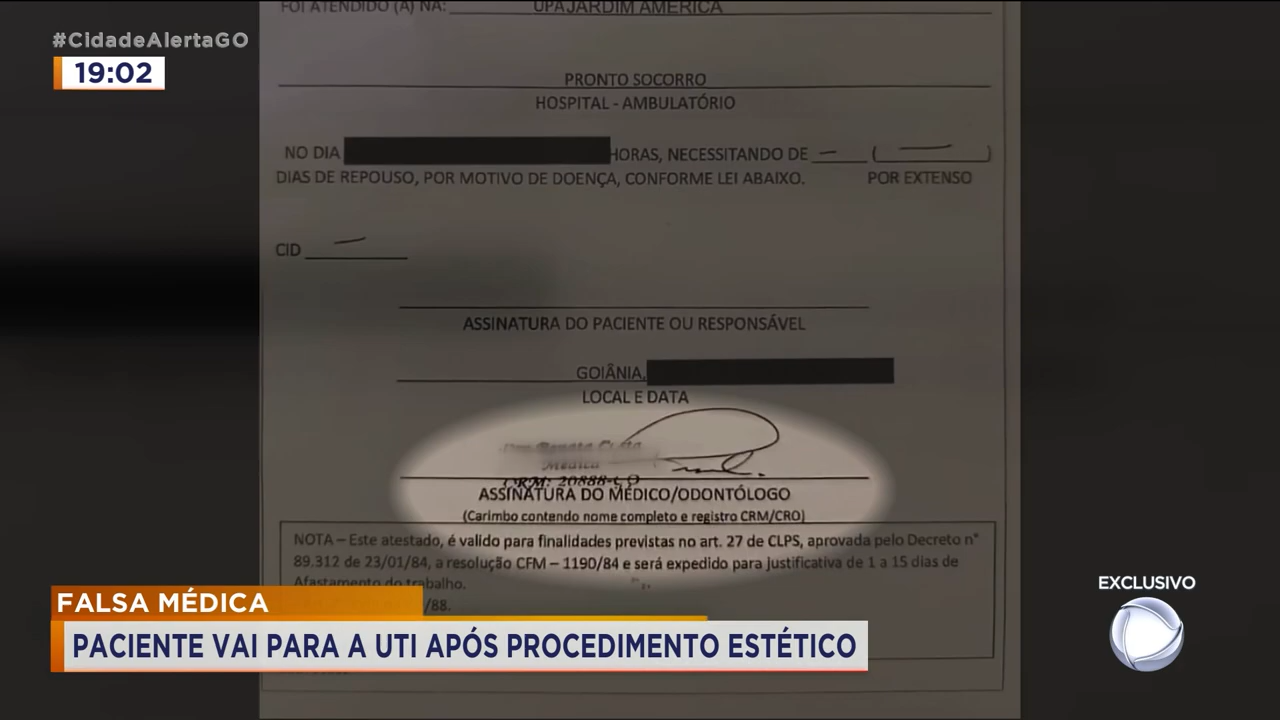 FOI ATENDIDO (A) NA: UPA JARDIM AMÉRICA
#CidadeAlertaGO
19:02
PRONTO SOCORRO
HOSPITAL - AMBULATÓRIO
NO DIA HORAS, NECESSITANDO DE ( )
DIAS DE REPOUSO, POR MOTIVO DE DOENÇA, CONFORME LEI ABAIXO. POR EXTENSO
CID
ASSINATURA DO PACIENTE OU RESPONSÁVEL
GOIÂNIA,
LOCAL E DATA
Médica
CRM: 20888-GO
ASSINATURA DO MÉDICO/ODONTÓLOGO
(Carimbo contendo nome completo e registro CRM/CRO)
NOTA – Este atestado, é valido para finalidades previstas no art. 27 de CLPS, aprovada pelo Decreto n°
89.312 de 23/01/84, a resolução CFM – 1190/84 e será expedido para justificativa de 1 a 15 dias de
Afastamento do trabalho.
/88.
FALSA MÉDICA
PACIENTE VAI PARA A UTI APÓS PROCEDIMENTO ESTÉTICO
EXCLUSIVO